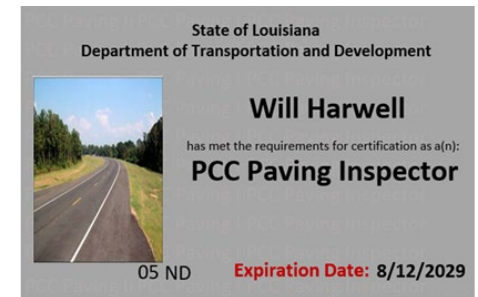 State of Louisiana
Department of Transportation and Development
Will Harwell
has met the requirements for certification as a(n):
PCC Paving Inspector
05 ND
Expiration Date: 8/12/2029